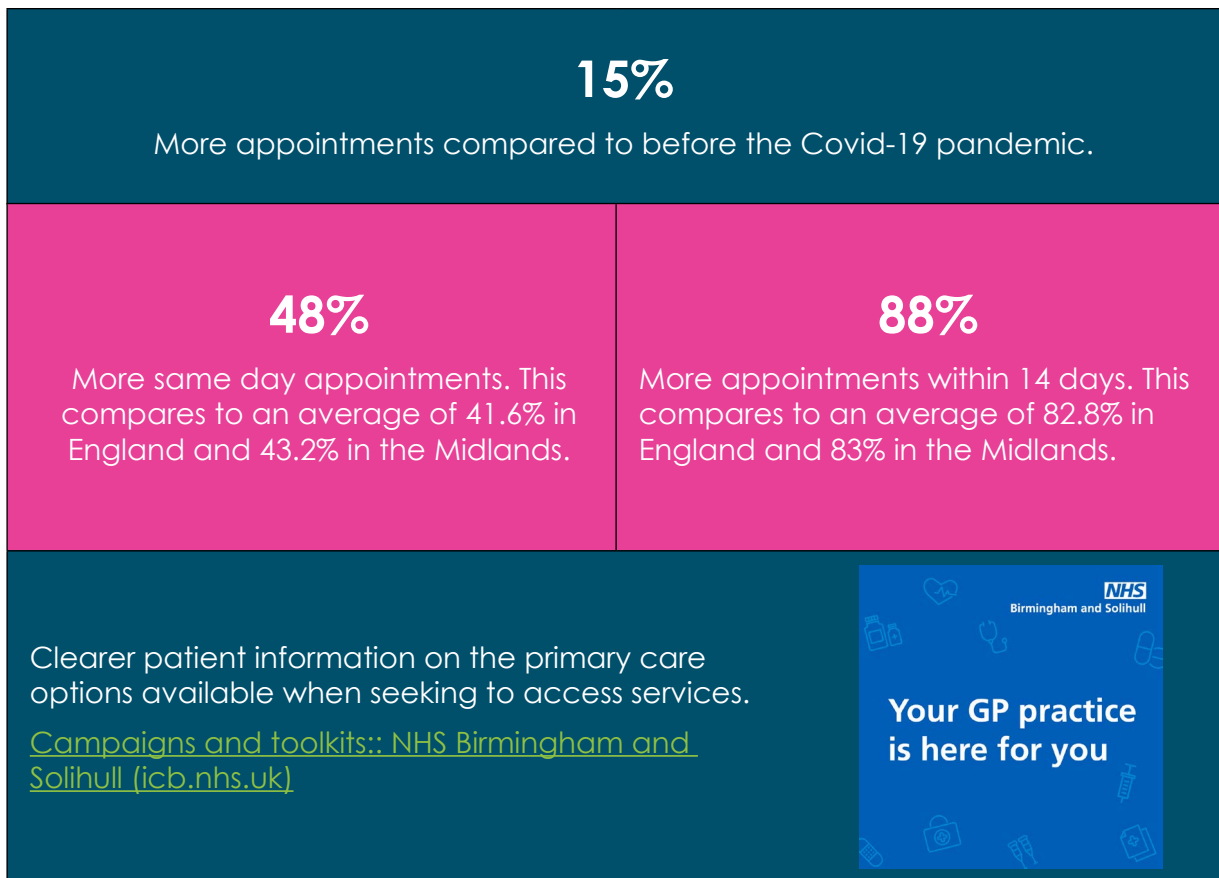 15%
More appointments compared to before the Covid-19 pandemic.
48%
More same day appointments. This
compares to an average of 41.6% in
England and 43.2% in the Midlands.
88%
More appointments within 14 days. This
compares to an average of 82.8% in
England and 83% in the Midlands.
Clearer patient information on the primary care
options available when seeking to access services.
Campaigns and toolkits:: NHS Birmingham and
Solihull (icb.nhs.uk)
NHS
Birmingham and Solihull
Your GP practice
is here for you